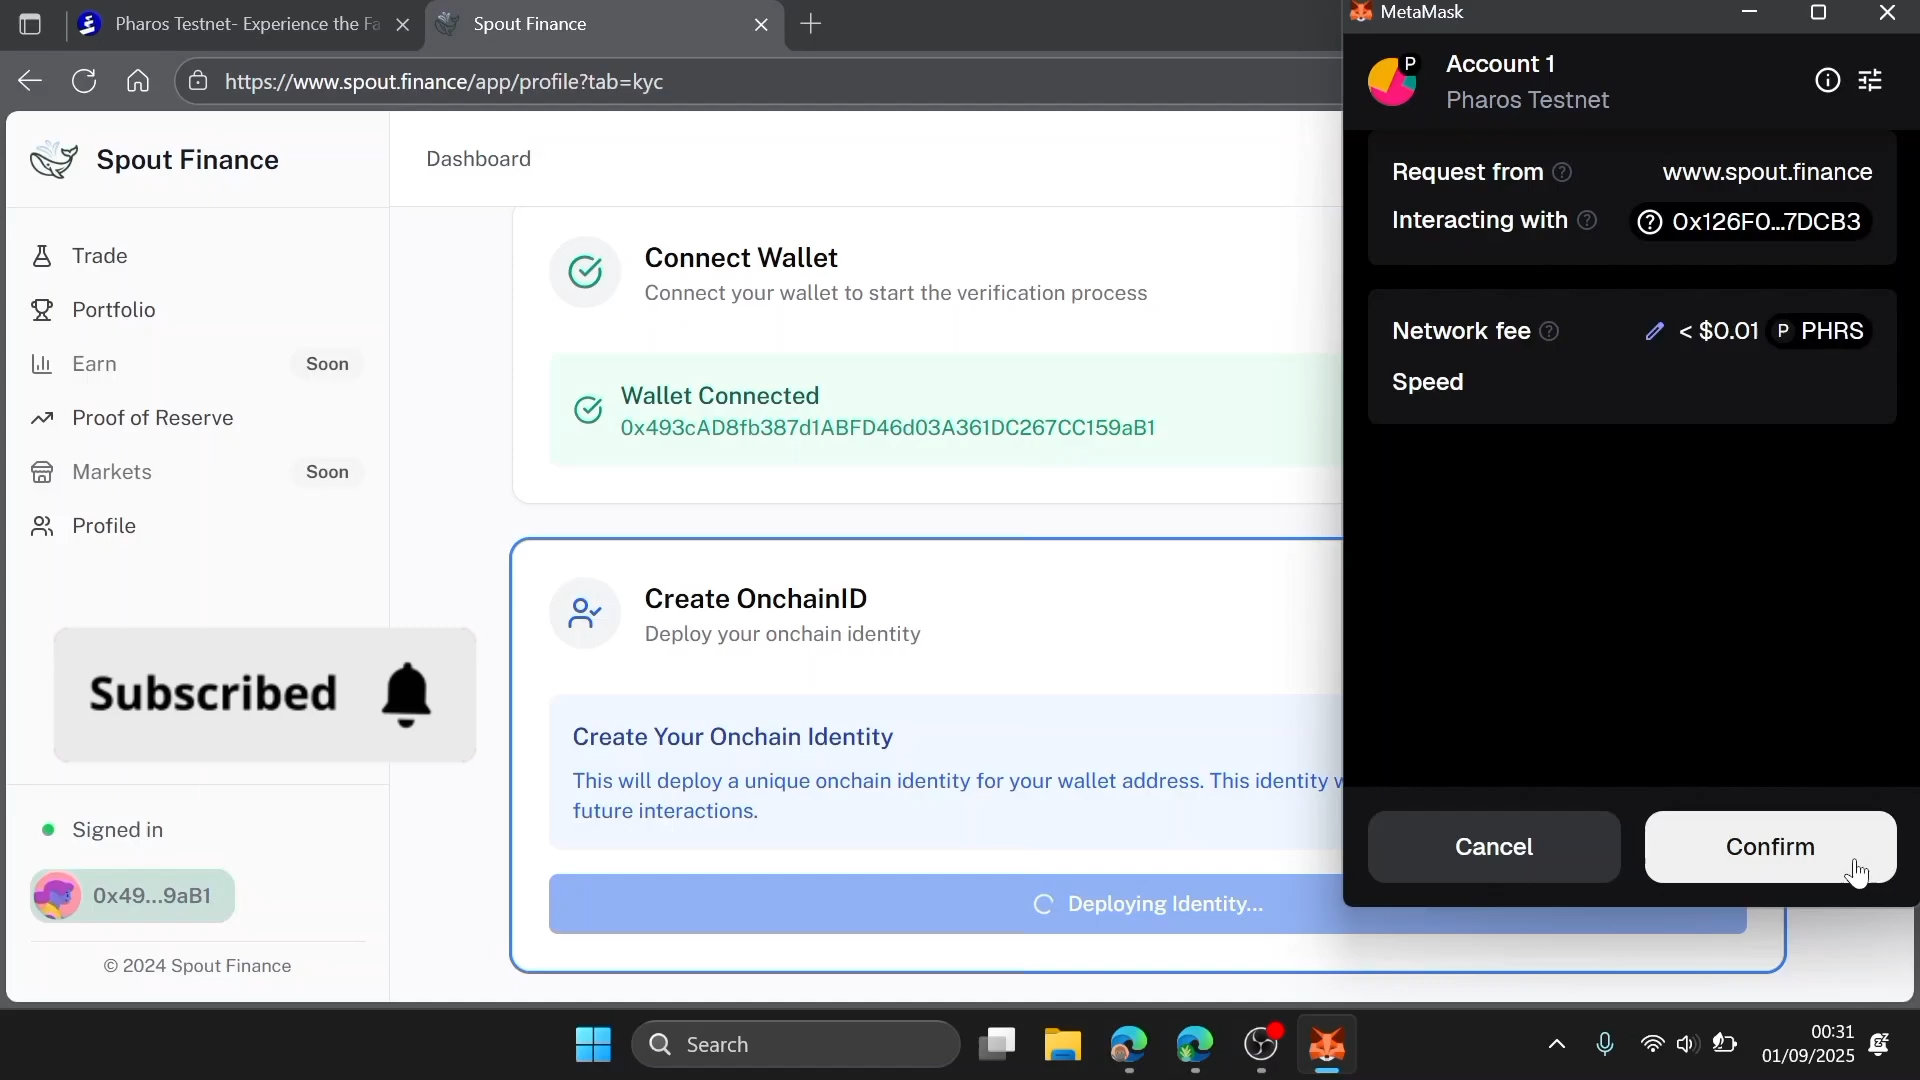 Pharos Testnet- Experience the Fa
Spout Finance
MetaMask
https://www.spout.finance/app/profile?tab=kyc
Account 1
Pharos Testnet
P
Spout Finance
Dashboard
Trade
Portfolio
Earn
Soon
Proof of Reserve
Markets
Soon
Profile
Subscribed
Signed in
0x49...9aB1
© 2024 Spout Finance
Connect Wallet
Connect your wallet to start the verification process
Wallet Connected
0x493cAD8fb387d1ABFD46d03A361DC267CC159aB1
Create OnchainID
Deploy your onchain identity
Create Your Onchain Identity
This will deploy a unique onchain identity for your wallet address. This identity w
future interactions.
Deploying Identity...
Request from
www.spout.finance
Interacting with
0x126F0...7DCB3
Network fee
< $0.01 P PHRS
Speed
Cancel
Confirm
Search
00:31
01/09/2025